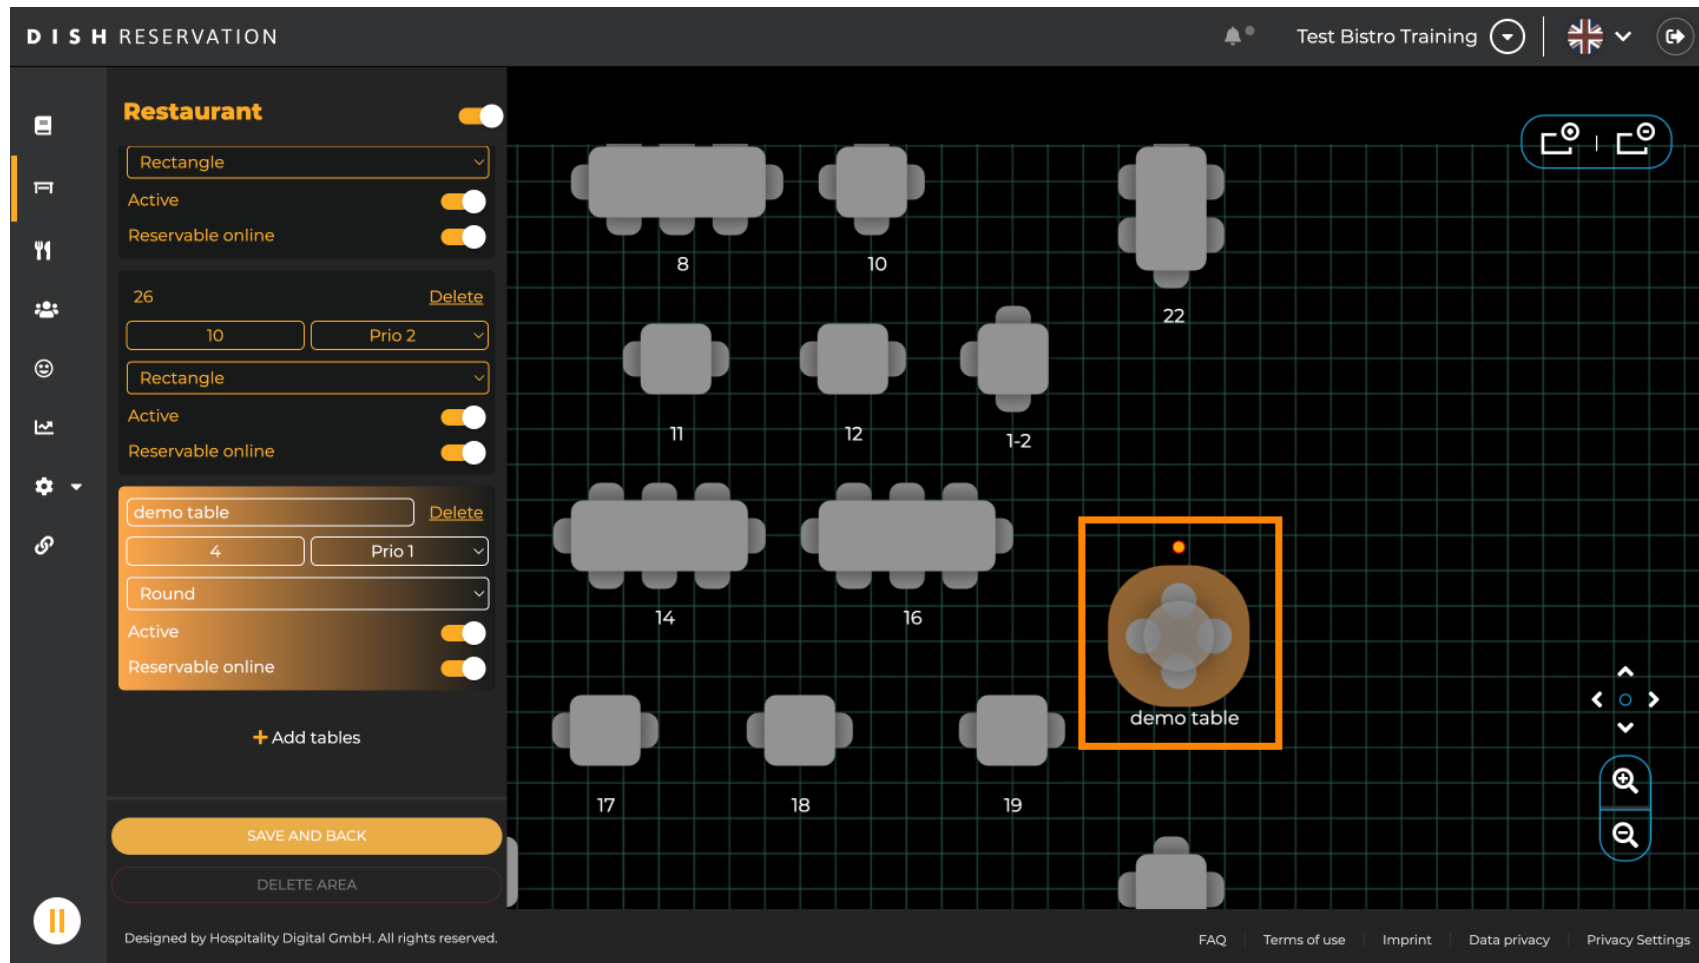 DISH RESERVATION
Test Bistro Training
Restaurant
Rectangle
Active
Reservable online
26 Delete
10 Prio 2
Rectangle
Active
Reservable online
demo table Delete
4 Prio 1
Round
Active
Reservable online
+ Add tables
SAVE AND BACK
DELETE AREA
8
10
22
11
12
1-2
14
16
demo table
17
18
19
Designed by Hospitality Digital GmbH. All rights reserved.
FAQ Terms of use Imprint Data privacy Privacy Settings